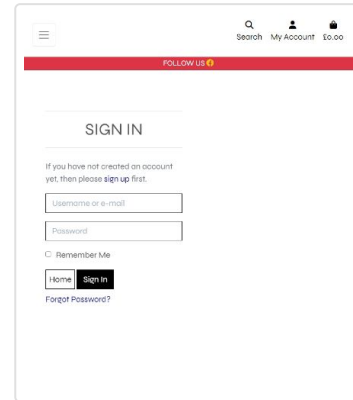 Search My Account £0.00
FOLLOW US
SIGN IN
If you have not created an account
yet, then please sign up first.
Username or e-mail
Password
Remember Me
Home Sign In
Forgot Password?